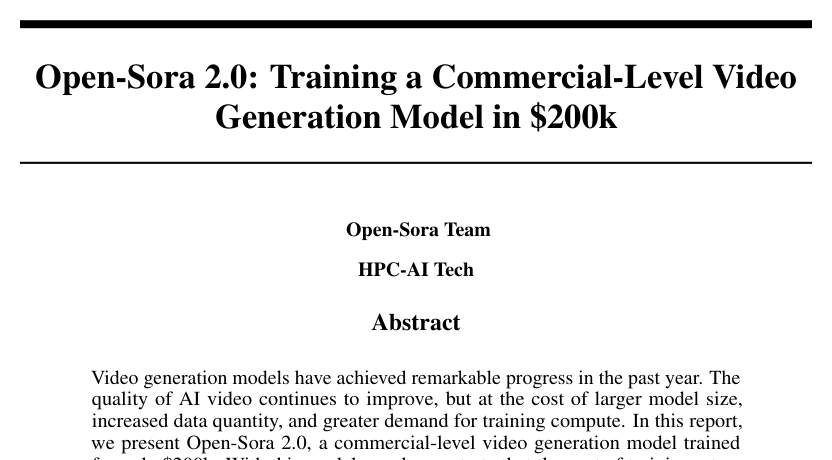 Open-Sora 2.0: Training a Commercial-Level Video
Generation Model in $200k
Open-Sora Team
HPC-AI Tech
Abstract
Video generation models have achieved remarkable progress in the past year. The
quality of AI video continues to improve, but at the cost of larger model size,
increased data quantity, and greater demand for training compute. In this report,
we present Open-Sora 2.0, a commercial-level video generation model trained